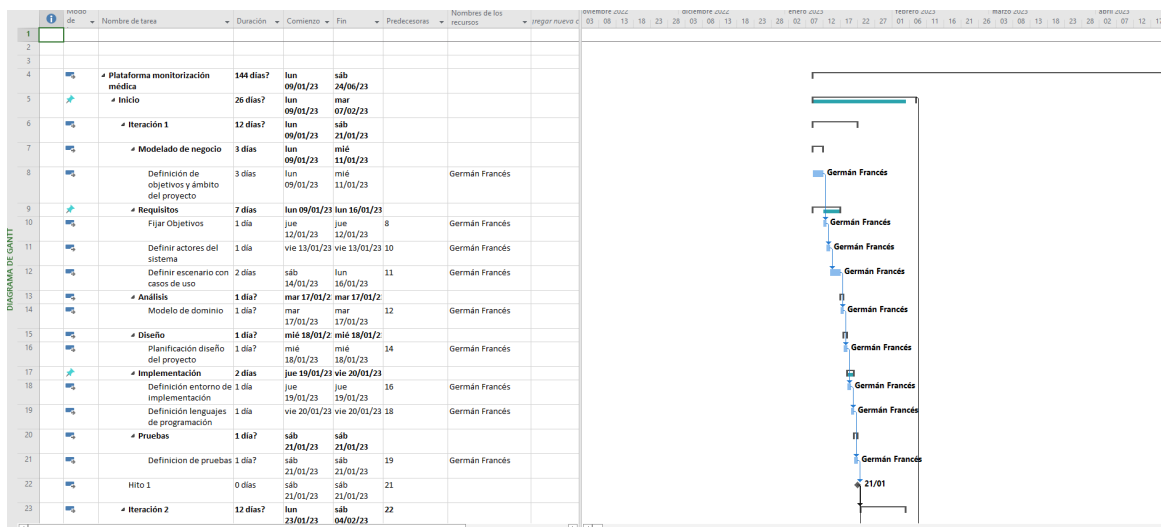 noviembre 2022 diciembre 2022 enero 2023 febrero 2023 marzo 2023 abril 2023
Modo de Nombre de tarea Duración Comienzo Fin Predecesoras Nombres de los recursos regar nueva c 03 08 13 18 23 28 03 08 13 18 23 28 02 07 12 17 22 27 01 06 11 16 21 26 03 08 13 18 23 28 02 07 12 17
DIAGRAMA DE GANTT
1
2
3
4 Plataforma monitorización 144 días? lun sáb
médica 09/01/23 24/06/23
5 Inicio 26 días? lun mar
09/01/23 07/02/23
6 Iteración 1 12 días? lun sáb
09/01/23 21/01/23
7 Modelado de negocio 3 días lun mié
09/01/23 11/01/23
8 Definición de 3 días lun mié Germán Francés Germán Francés
objetivos y ámbito 09/01/23 11/01/23
del proyecto
9 Requisitos 7 días lun 09/01/23 lun 16/01/23
10 Fijar Objetivos 1 día jue jue 8 Germán Francés Germán Francés
12/01/23 12/01/23
11 Definir actores del 1 día vie 13/01/23 vie 13/01/23 10 Germán Francés Germán Francés
sistema
12 Definir escenario con 2 días sáb lun 11 Germán Francés Germán Francés
casos de uso 14/01/23 16/01/23
13 Análisis 1 día? mar 17/01/2 mar 17/01/2
14 Modelo de dominio 1 día? mar mar 12 Germán Francés Germán Francés
17/01/23 17/01/23
15 Diseño 1 día? mié 18/01/2 mié 18/01/2
16 Planificación diseño 1 día? mié mié 14 Germán Francés Germán Francés
del proyecto 18/01/23 18/01/23
17 Implementación 2 días jue 19/01/23 vie 20/01/23
18 Definición entorno de 1 día jue jue 16 Germán Francés Germán Francés
implementación 19/01/23 19/01/23
19 Definición lenguajes 1 día vie 20/01/23 vie 20/01/23 18 Germán Francés Germán Francés
de programación
20 Pruebas 1 día? sáb sáb
21/01/23 21/01/23
21 Definicion de pruebas 1 día? sáb sáb 19 Germán Francés Germán Francés
21/01/23 21/01/23
22 Hito 1 0 días sáb sáb 21 21/01
21/01/23 21/01/23
23 Iteración 2 12 días? lun sáb 22
23/01/23 04/02/23